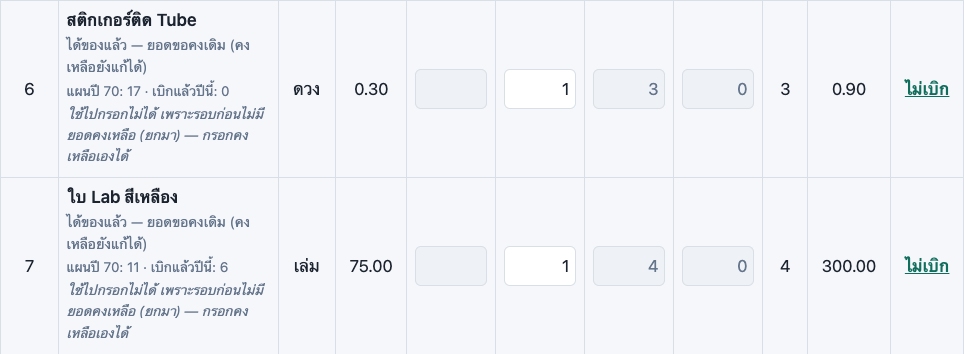 6
สติกเกอร์ติด Tube
ได้ของแล้ว — ยอดขอคงเดิม (คง
เหลือยังแก้ได้)
แผนปี 70: 17 · เบิกแล้วปีนี้: 0
ใช้ไปกรอกไม่ได้ เพราะรอบก่อนไม่มี
ยอดคงเหลือ (ยกมา) — กรอกคง
เหลือเองได้
ดวง
0.30
1
3
0
3
0.90
ไม่เบิก
7
ใบ Lab สีเหลือง
ได้ของแล้ว — ยอดขอคงเดิม (คง
เหลือยังแก้ได้)
แผนปี 70: 11 · เบิกแล้วปีนี้: 6
ใช้ไปกรอกไม่ได้ เพราะรอบก่อนไม่มี
ยอดคงเหลือ (ยกมา) — กรอกคง
เหลือเองได้
เล่ม
75.00
1
4
0
4
300.00
ไม่เบิก